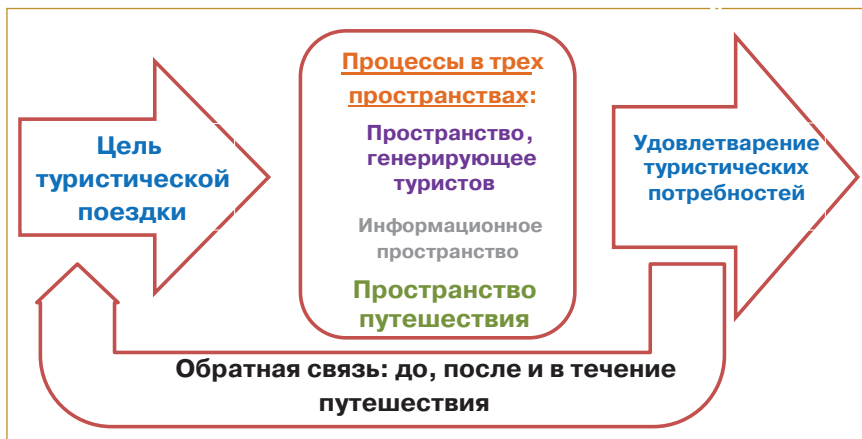 Цель
туристической
поездки
Процессы в трех
пространствах:
Пространство,
генерирующее
туристов
Информационное
пространство
Пространство
путешествия
Удовлетварение
туристических
потребностей
Обратная связь: до, после и в течение
путешествия